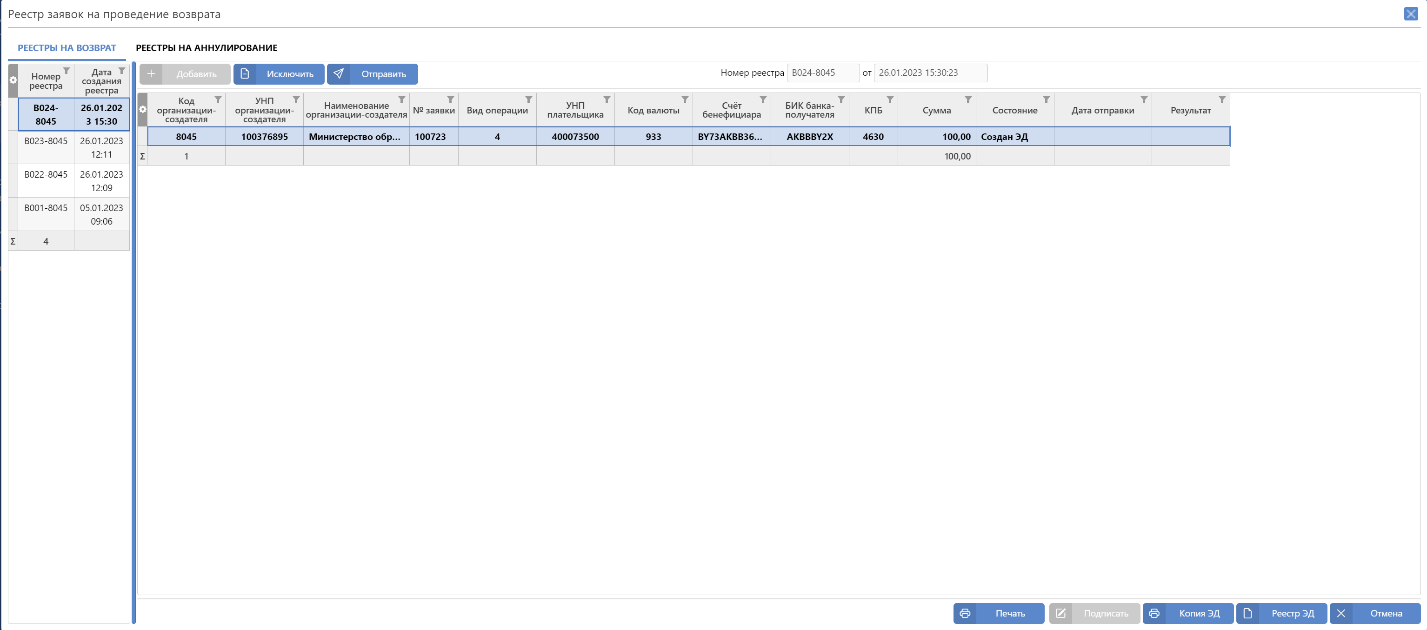 Реестр заявок на проведение возврата
РЕЕСТРЫ НА ВОЗВРАТ РЕЕСТРЫ НА АННУЛИРОВАНИЕ
Номер реестра Дата создания реестра
В024-8045 26.01.2023 15:30
В023-8045 26.01.2023 12:11
В022-8045 26.01.2023 12:09
В001-8045 05.01.2023 09:06
Σ 4
Добавить Исключить Отправить Номер реестра В024-8045 от 26.01.2023 15:30:23
Код организации-создателя УНП организации-создателя Наименование организации-создателя № заявки Вид операции УНП плательщика Код валюты Счёт бенефициара БИК банка-получателя КПБ Сумма Состояние Дата отправки Результат
8045 100376895 Министерство обр... 100723 4 400073500 933 BY73AKBB36... AKBBBY2X 4630 100,00 Создан ЭД
Σ 1 100,00
Печать Подписать Копия ЭД Реестр ЭД Отмена